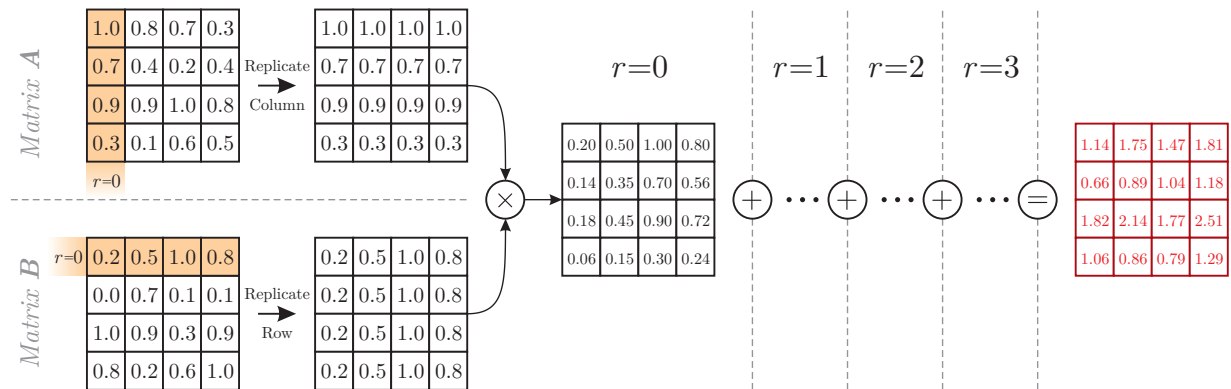 Matrix A
1.0 0.8 0.7 0.3
0.7 0.4 0.2 0.4
0.9 0.9 1.0 0.8
0.3 0.1 0.6 0.5
r=0
Replicate
Column
1.0 1.0 1.0 1.0
0.7 0.7 0.7 0.7
0.9 0.9 0.9 0.9
0.3 0.3 0.3 0.3
Matrix B
r=0
0.2 0.5 1.0 0.8
0.0 0.7 0.1 0.1
1.0 0.9 0.3 0.9
0.8 0.2 0.6 1.0
Replicate
Row
0.2 0.5 1.0 0.8
0.2 0.5 1.0 0.8
0.2 0.5 1.0 0.8
0.2 0.5 1.0 0.8
×
r=0
0.20 0.50 1.00 0.80
0.14 0.35 0.70 0.56
0.18 0.45 0.90 0.72
0.06 0.15 0.30 0.24
r=1 r=2 r=3
+ ··· + ··· + ··· =
1.14 1.75 1.47 1.81
0.66 0.89 1.04 1.18
1.82 2.14 1.77 2.51
1.06 0.86 0.79 1.29